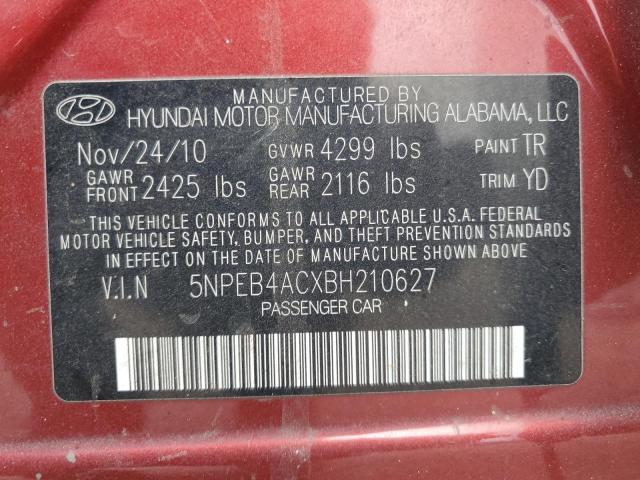 MANUFACTURED BY
HYUNDAI MOTOR MANUFACTURING ALABAMA, LLC
Nov/24/10 GVWR 4299 lbs PAINT TR
GAWR FRONT 2425 lbs GAWR REAR 2116 lbs TRIM YD
THIS VEHICLE CONFORMS TO ALL APPLICABLE U.S.A. FEDERAL
MOTOR VEHICLE SAFETY, BUMPER, AND THEFT PREVENTION STANDARDS
IN EFFECT ON THE DATE OF MANUFACTURE SHOWN ABOVE.
V.I.N 5NPEB4ACXBH210627
PASSENGER CAR